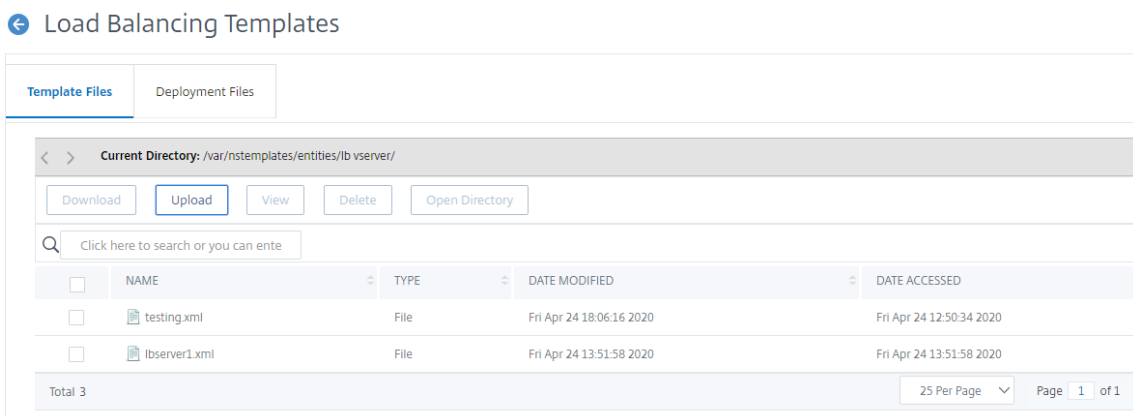 Load Balancing Templates
Template Files Deployment Files
Current Directory: /var/nstemplates/entities/lb vserver/
Download Upload View Delete Open Directory
Click here to search or you can ente
NAME TYPE DATE MODIFIED DATE ACCESSED
testing.xml File Fri Apr 24 18:06:16 2020 Fri Apr 24 12:50:34 2020
lbserver1.xml File Fri Apr 24 13:51:58 2020 Fri Apr 24 13:51:58 2020
Total 3 25 Per Page Page 1 of 1